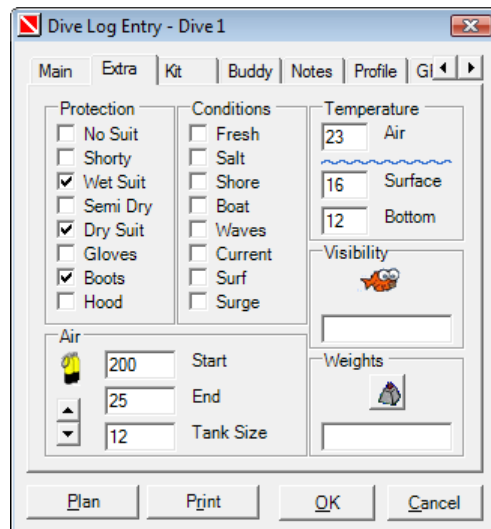 Dive Log Entry - Dive 1
Main Extra Kit Buddy Notes Profile
Protection
No Suit
Shorty
Wet Suit
Semi Dry
Dry Suit
Gloves
Boots
Hood
Conditions
Fresh
Salt
Shore
Boat
Waves
Current
Surf
Surge
Temperature
23 Air
16 Surface
12 Bottom
Visibility
Air
200 Start
25 End
12 Tank Size
Weights
Plan Print OK Cancel